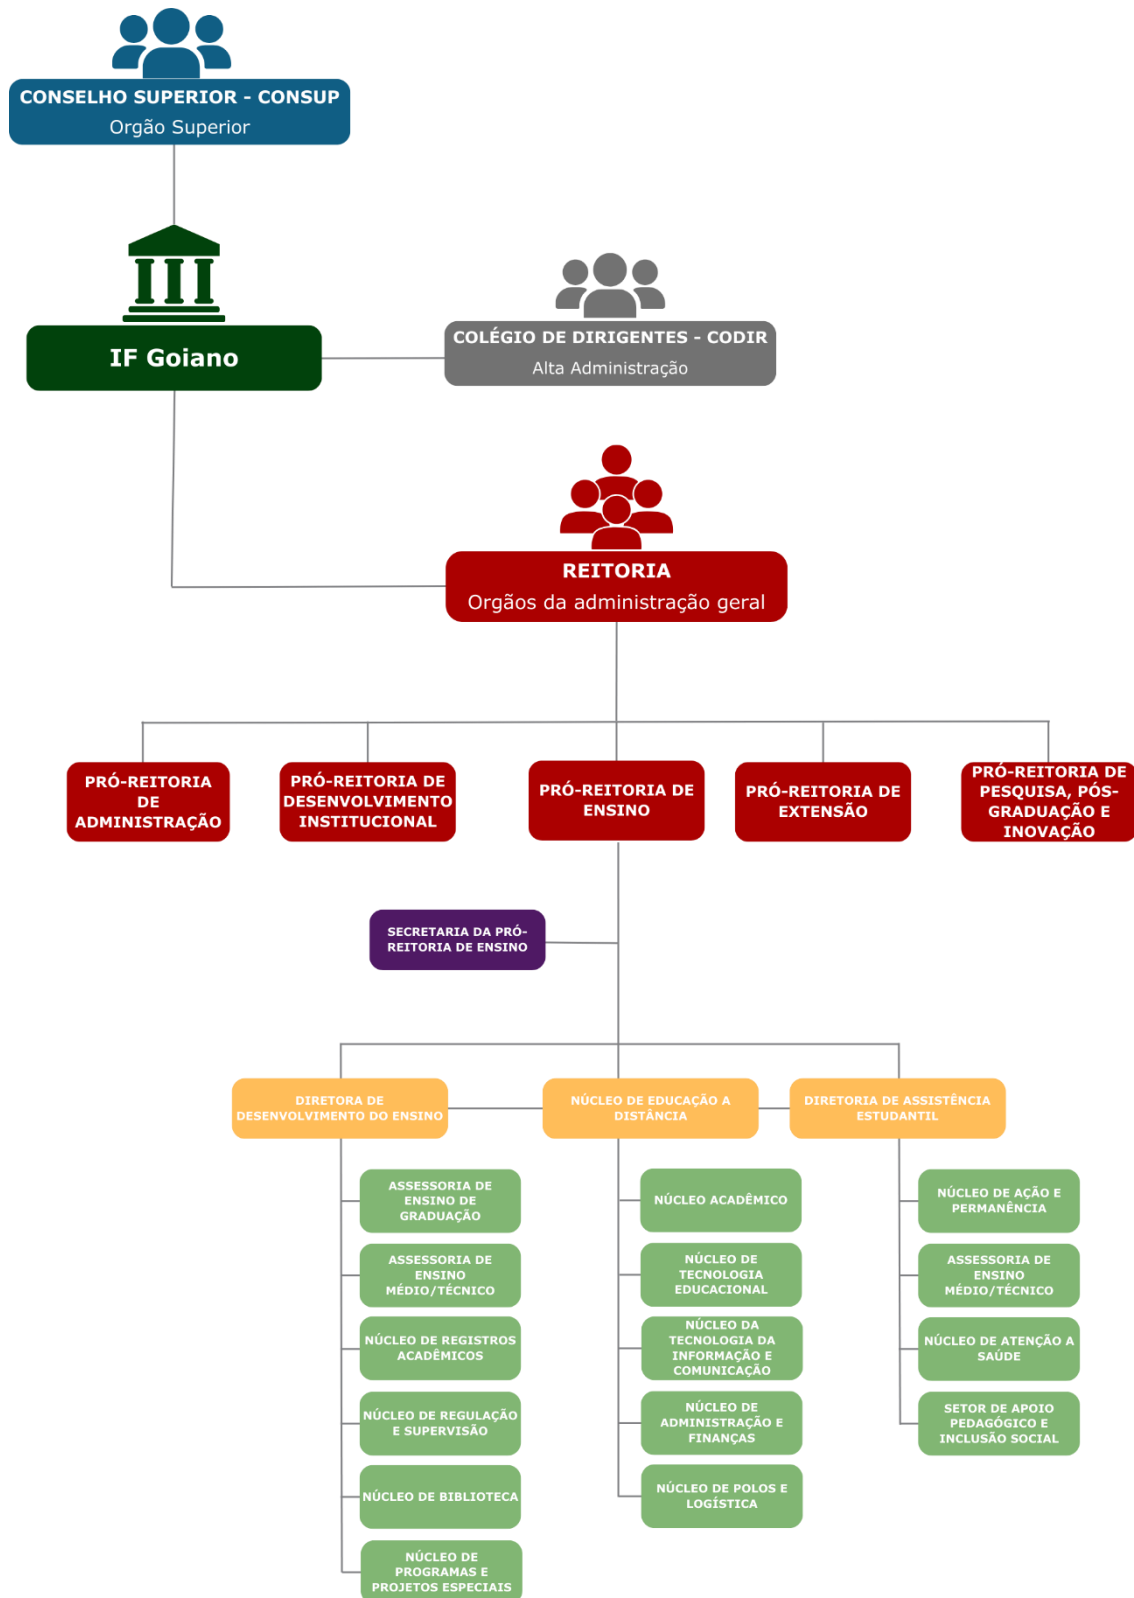 CONSELHO SUPERIOR - CONSUP
Orgão Superior
IF Goiano
COLÉGIO DE DIRIGENTES - CODIR
Alta Administração
REITORIA
Orgãos da administração geral
PRÓ-REITORIA
DE
ADMINISTRAÇÃO
PRÓ-REITORIA DE
DESENVOLVIMENTO
INSTITUCIONAL
PRÓ-REITORIA DE
ENSINO
PRÓ-REITORIA DE
EXTENSÃO
PRÓ-REITORIA DE
PESQUISA, PÓS-
GRADUAÇÃO E
INOVAÇÃO
SECRETARIA DA PRÓ-
REITORIA DE ENSINO
DIRETORA DE
DESENVOLVIMENTO DO ENSINO
NÚCLEO DE EDUCAÇÃO A
DISTÂNCIA
DIRETORIA DE ASSISTÊNCIA
ESTUDANTIL
ASSESSORIA DE
ENSINO DE
GRADUAÇÃO
ASSESSORIA DE
ENSINO
MÉDIO/TÉCNICO
NÚCLEO DE REGISTROS
ACADÊMICOS
NÚCLEO DE REGULAÇÃO
E SUPERVISÃO
NÚCLEO DE BIBLIOTECA
NÚCLEO DE
PROGRAMAS E
PROJETOS ESPECIAIS
NÚCLEO ACADÊMICO
NÚCLEO DE
TECNOLOGIA
EDUCACIONAL
NÚCLEO DA
TECNOLOGIA DA
INFORMAÇÃO E
COMUNICAÇÃO
NÚCLEO DE
ADMINISTRAÇÃO E
FINANÇAS
NÚCLEO DE POLOS E
LOGÍSTICA
NÚCLEO DE AÇÃO E
PERMANÊNCIA
ASSESSORIA DE
ENSINO
MÉDIO/TÉCNICO
NÚCLEO DE ATENÇÃO A
SAÚDE
SETOR DE APOIO
PEDAGÓGICO E
INCLUSÃO SOCIAL